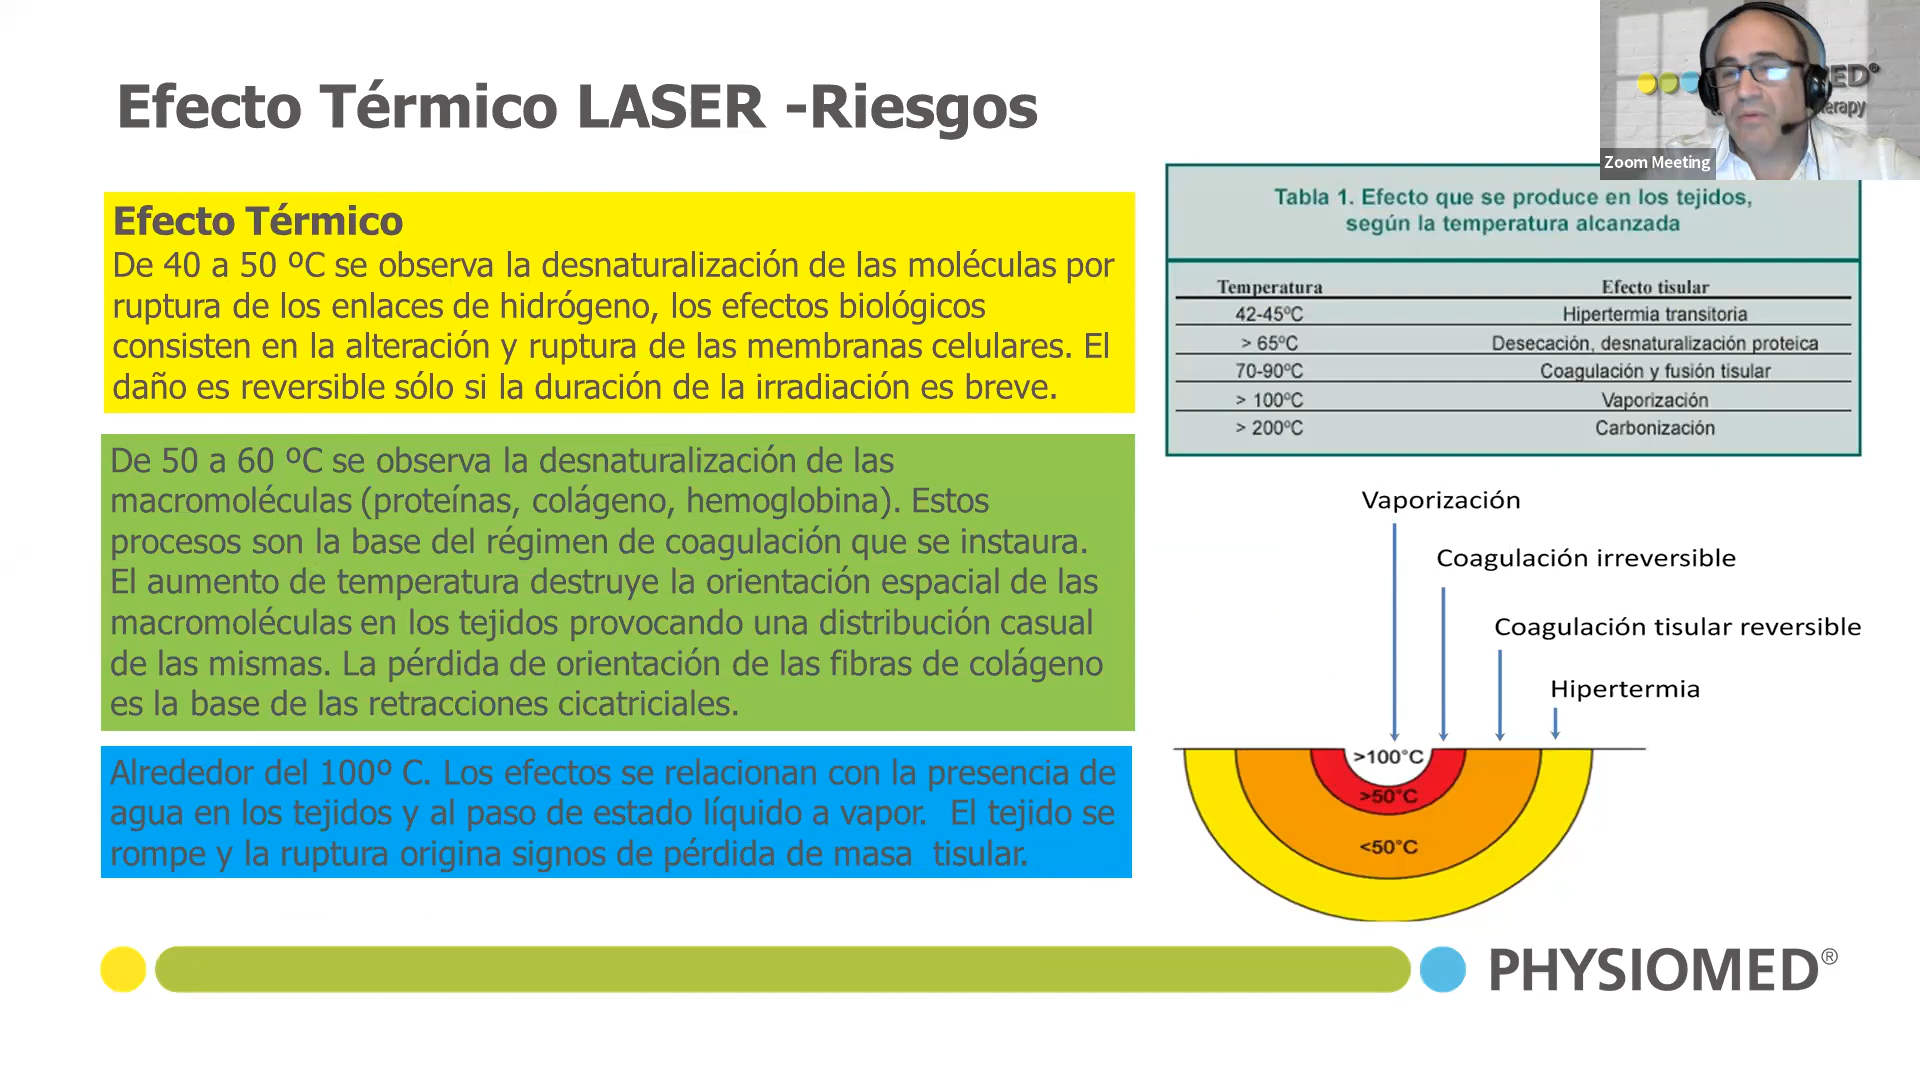 Efecto Térmico LASER -Riesgos
Efecto Térmico
De 40 a 50 ºC se observa la desnaturalización de las moléculas por
ruptura de los enlaces de hidrógeno, los efectos biológicos
consisten en la alteración y ruptura de las membranas celulares. El
daño es reversible sólo si la duración de la irradiación es breve.
De 50 a 60 ºC se observa la desnaturalización de las
macromoléculas (proteínas, colágeno, hemoglobina). Estos
procesos son la base del régimen de coagulación que se instaura.
El aumento de temperatura destruye la orientación espacial de las
macromoléculas en los tejidos provocando una distribución casual
de las mismas. La pérdida de orientación de las fibras de colágeno
es la base de las retracciones cicatriciales.
Alrededor del 100º C. Los efectos se relacionan con la presencia de
agua en los tejidos y al paso de estado líquido a vapor. El tejido se
rompe y la ruptura origina signos de pérdida de masa tisular.
Zoom Meeting
Tabla 1. Efecto que se produce en los tejidos,
según la temperatura alcanzada
Temperatura Efecto tisular
42-45ºC Hipertermia transitoria
> 65ºC Desecación, desnaturalización proteica
70-90ºC Coagulación y fusión tisular
> 100ºC Vaporización
> 200ºC Carbonización
Vaporización
Coagulación irreversible
Coagulación tisular reversible
Hipertermia
>100°C
>50°C
<50°C
PHYSIOMED®